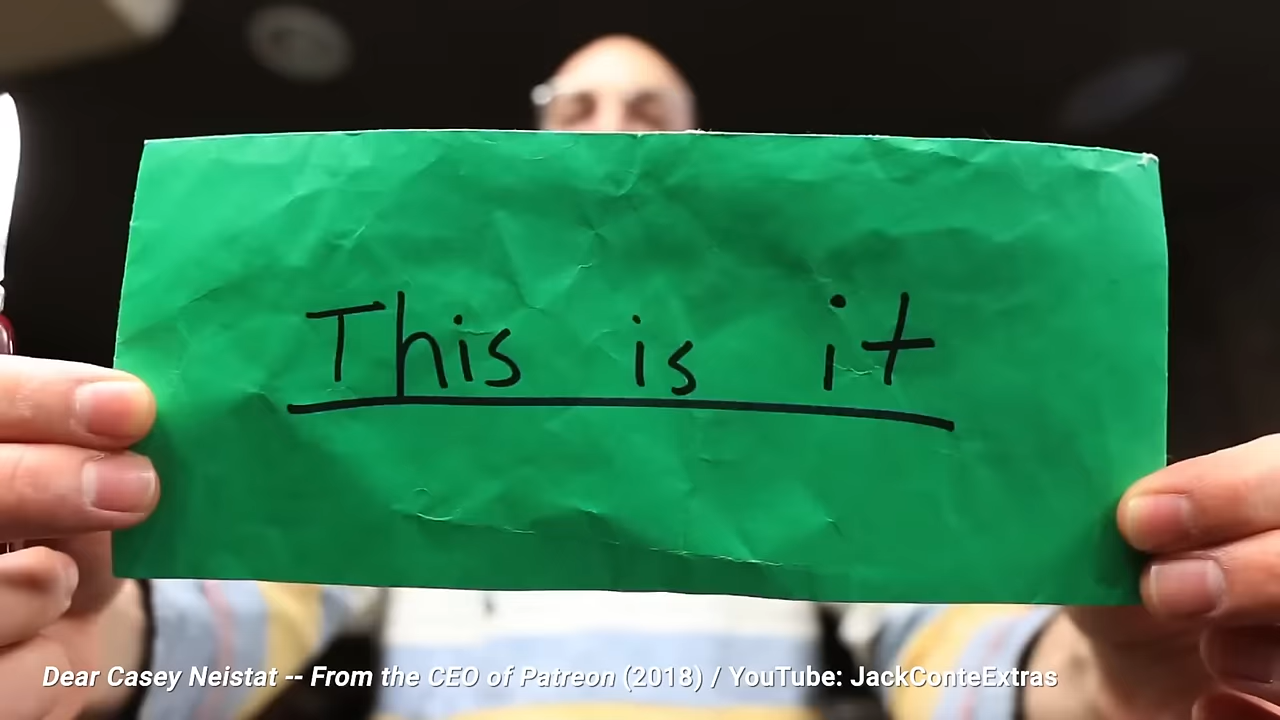 This is it
Dear Casey Neistat -- From the CEO of Patreon (2018) / YouTube: JackConteExtras